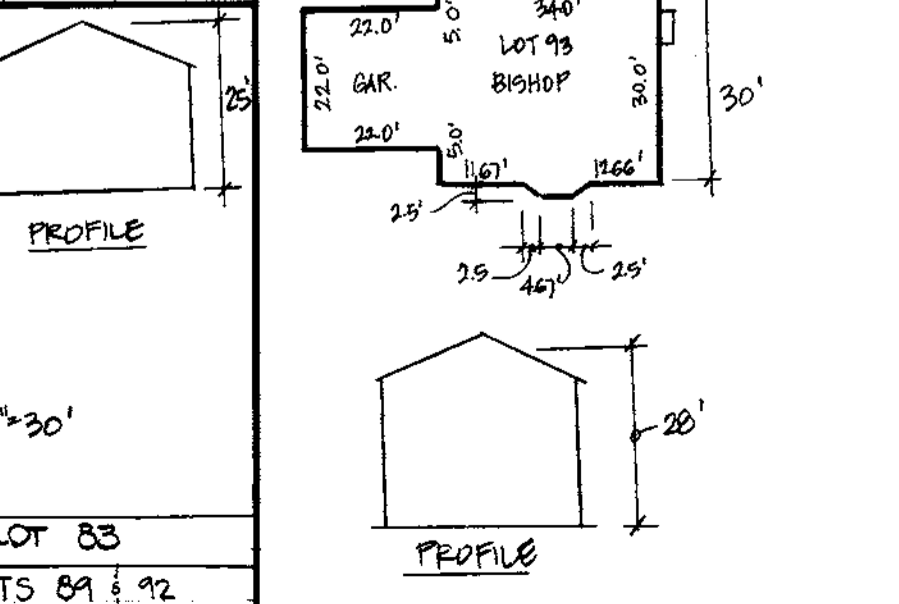 25'
PROFILE
"=30'
LOT 83
TS 89 & 92
22.0'
5.0'
34.0'
LOT 93
22.0'
GAR.
BISHOP
30.0'
30'
22.0'
5.0'
11.67'
12.66'
2.5'
2.5
4.67'
2.5'
28'
PROFILE